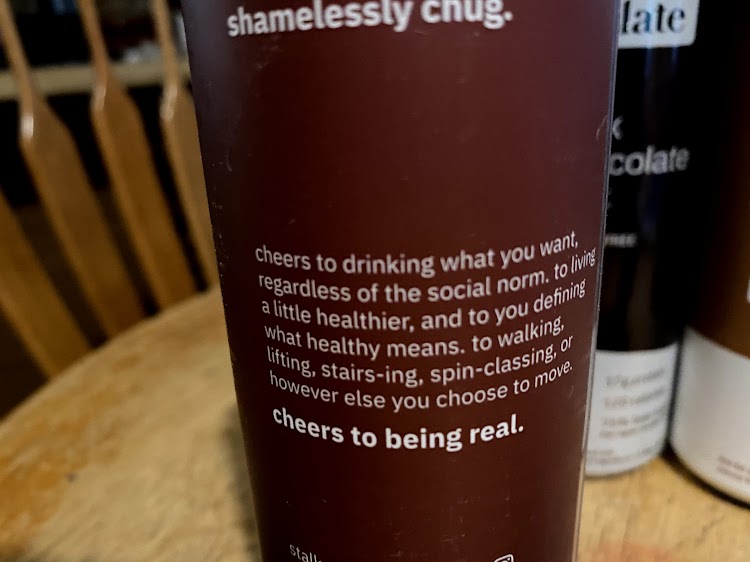 shamelessly chug.
cheers to drinking what you want,
regardless of the social norm. to living
a little healthier, and to you defining
what healthy means. to walking,
lifting, stairs-ing, spin-classing, or
however else you choose to move.
cheers to being real.
late
colate
FREE